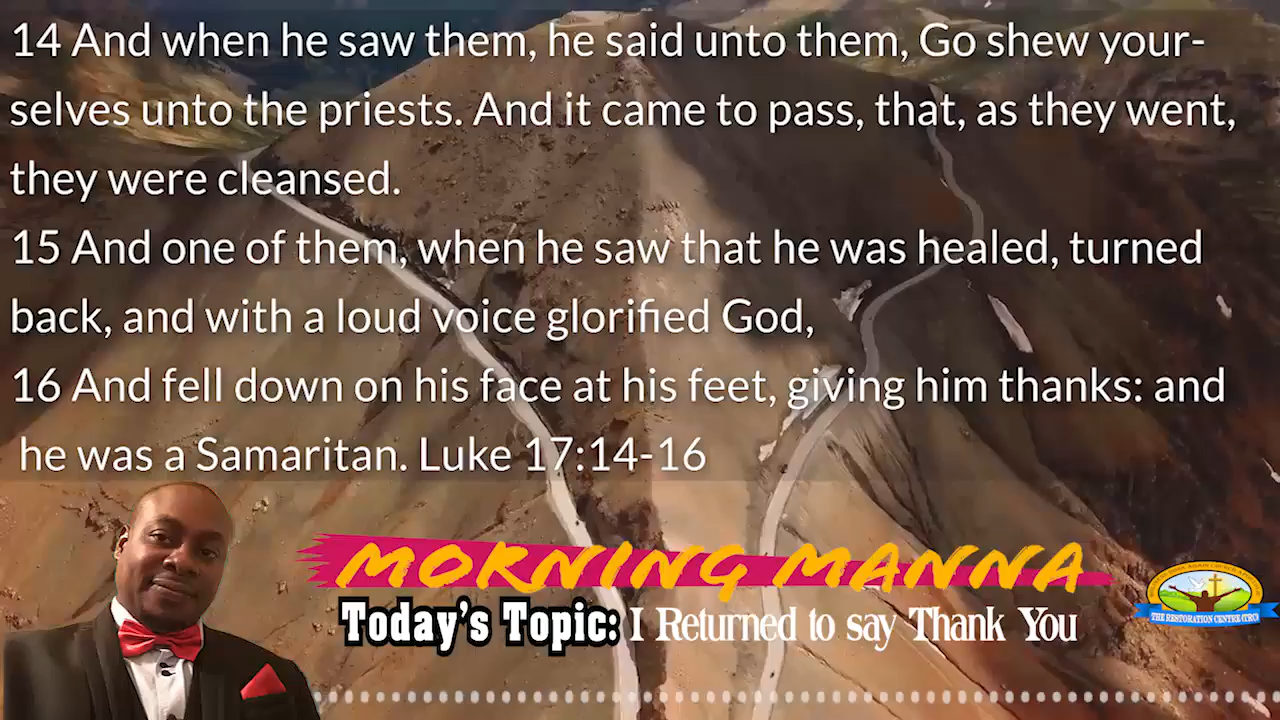 14 And when he saw them, he said unto them, Go shew your-
selves unto the priests. And it came to pass, that, as they went,
they were cleansed.
15 And one of them, when he saw that he was healed, turned
back, and with a loud voice glorified God,
16 And fell down on his face at his feet, giving him thanks: and
he was a Samaritan. Luke 17:14-16
MORNING MANNA
Today's Topic: I Returned to say Thank You
THE RESTORATION CENTRE (TRC)